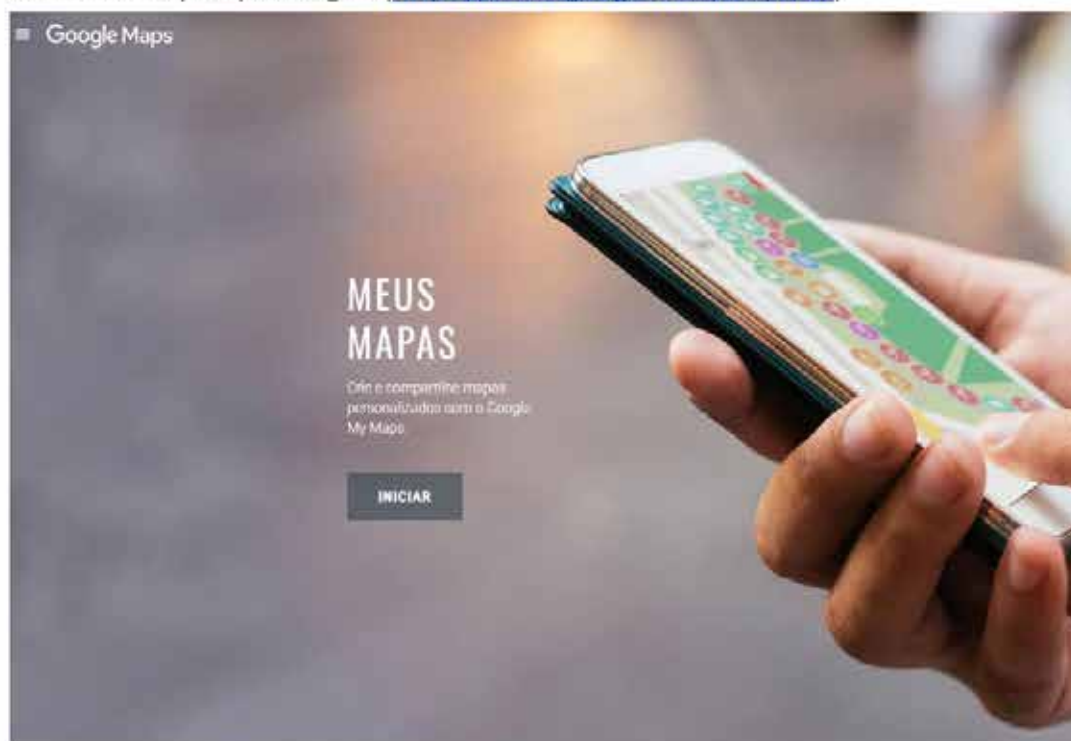 Google Maps
MEUS
MAPAS
Crie e compartilhe mapas
personalizados com o Google
My Maps
INICIAR